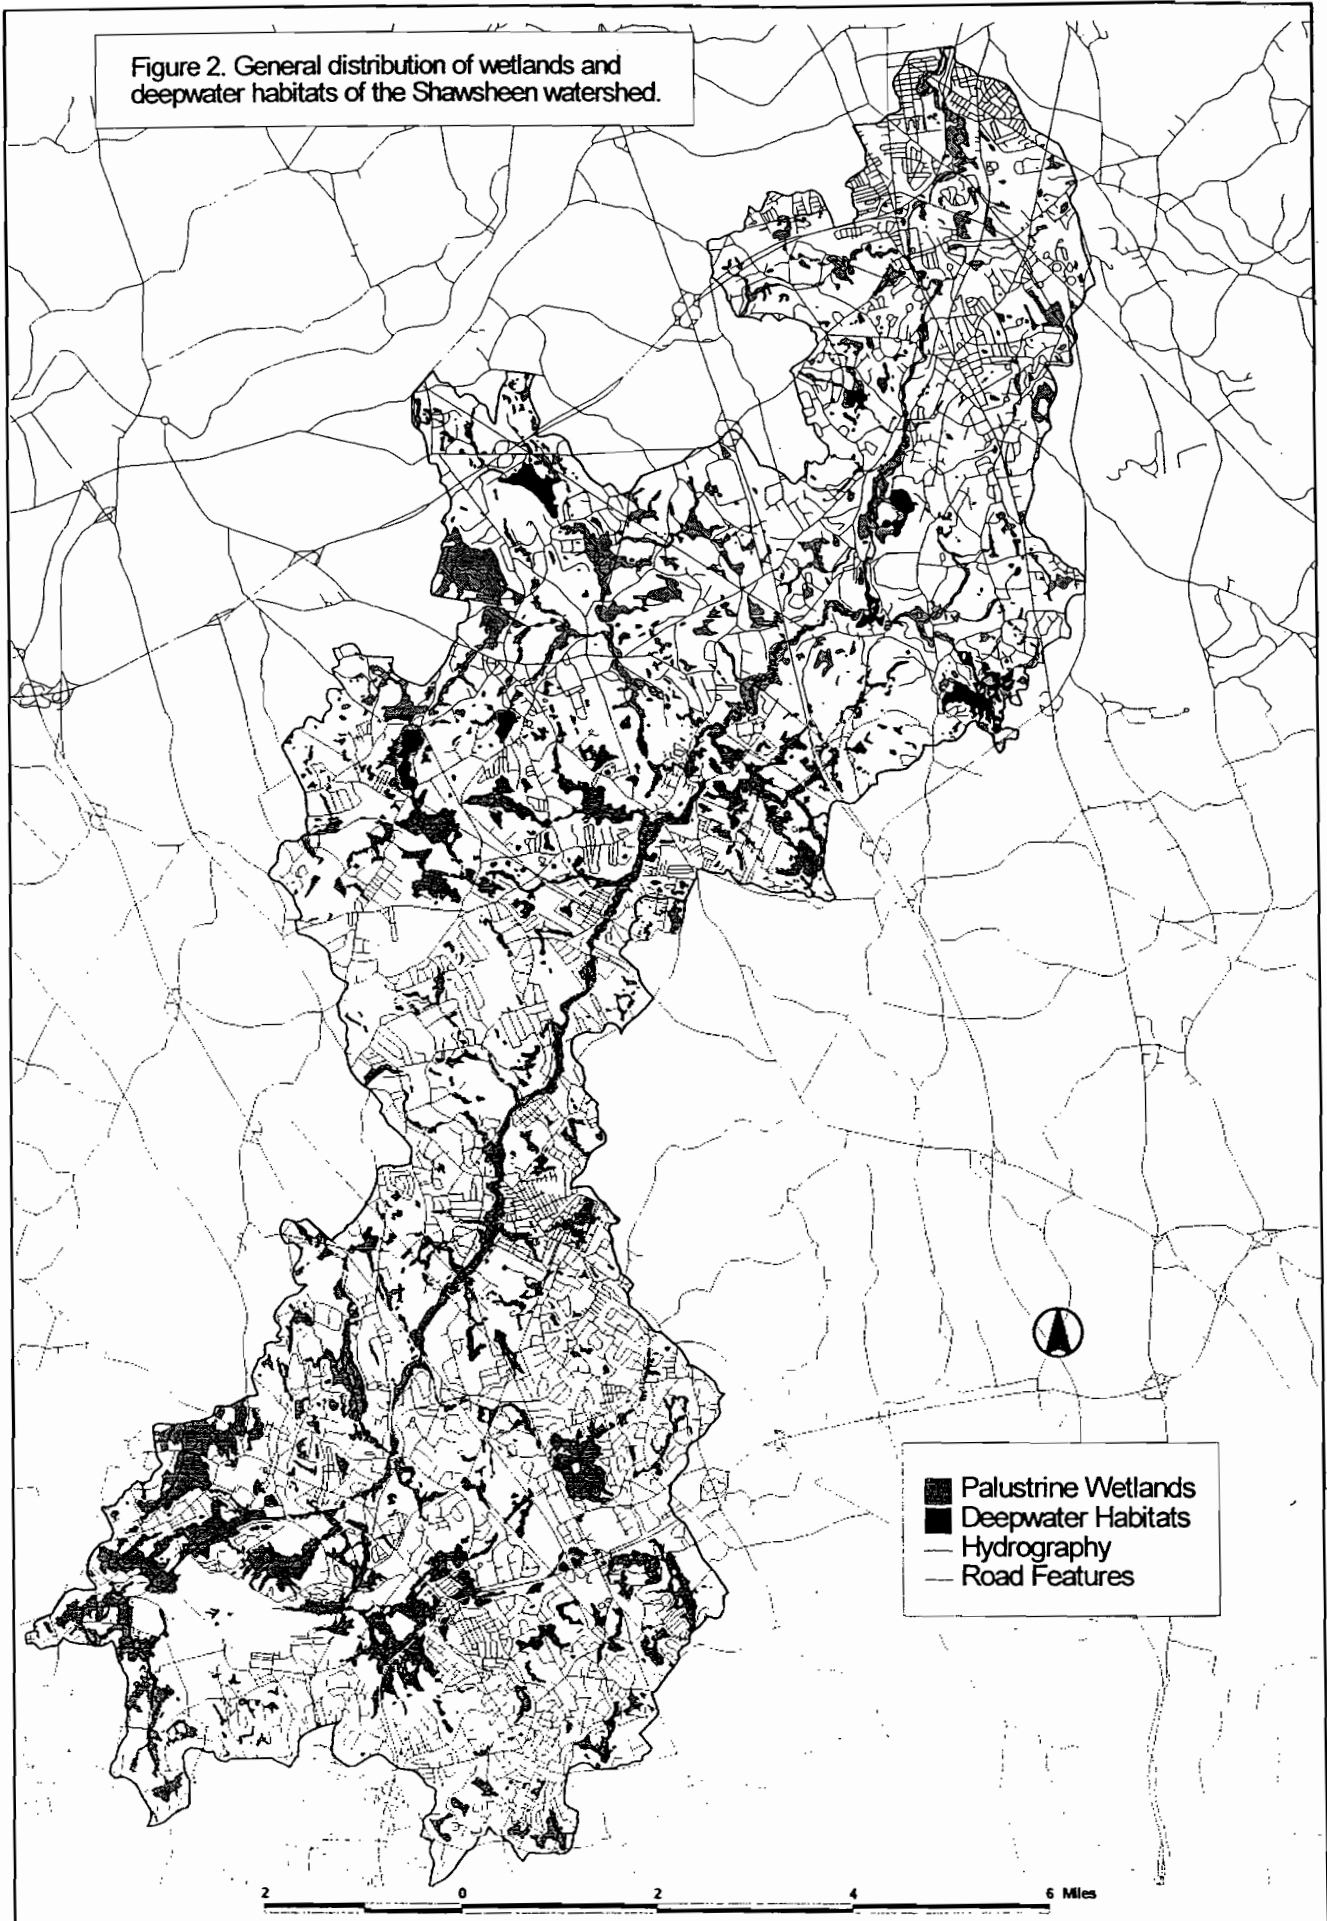 Figure 2. General distribution of wetlands and
deepwater habitats of the Shawsheen watershed.
Palustrine Wetlands
Deepwater Habitats
Hydrography
Road Features
2 0 2 4 6 Miles